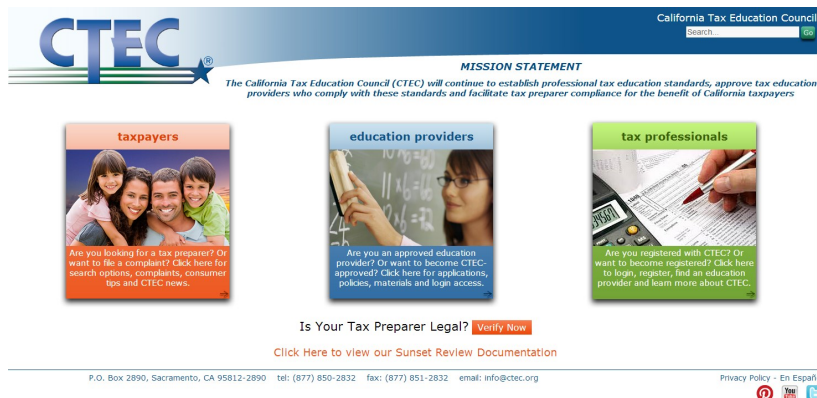 CTEC®
California Tax Education Council
Search...
Go
MISSION STATEMENT
The California Tax Education Council (CTEC) will continue to establish professional tax education standards, approve tax education
providers who comply with these standards and facilitate tax preparer compliance for the benefit of California taxpayers
taxpayers
Are you looking for a tax preparer? Or
want to file a complaint? Click here for
search options, complaints, consumer
tips and CTEC news.
education providers
11x6=
Are you an approved education
provider? Or want to become CTEC-
approved? Click here for applications,
policies, materials and login access.
tax professionals
Are you registered with CTEC? Or
want to become registered? Click here
to login, register, find an education
provider and learn more about CTEC.
Is Your Tax Preparer Legal? Verify Now
Click Here to view our Sunset Review Documentation
P.O. Box 2890, Sacramento, CA 95812-2890 tel: (877) 850-2832 fax: (877) 851-2832 email: info@ctec.org
Privacy Policy - En Españ
You